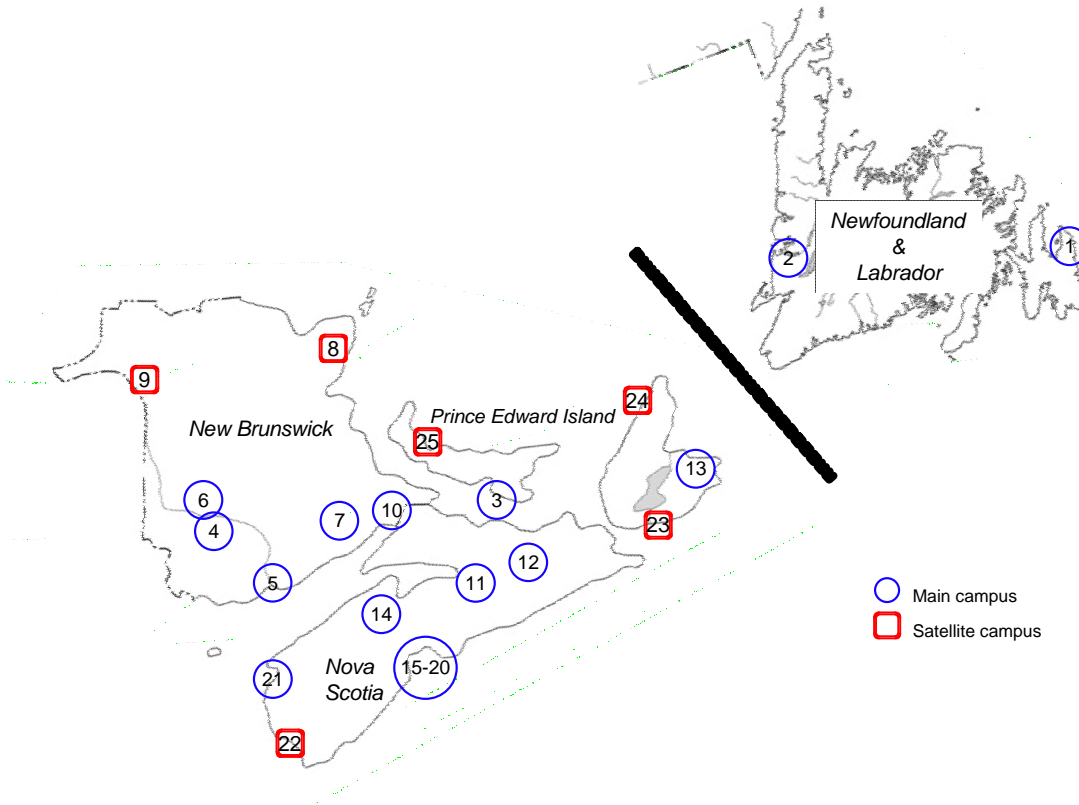 Newfoundland
&
Labrador
1
2
8
9
24
Prince Edward Island
New Brunswick
25
13
6
3
10
7
4
23
12
5
11
14
Main campus
Satellite campus
15-20
Nova
Scotia
21
22